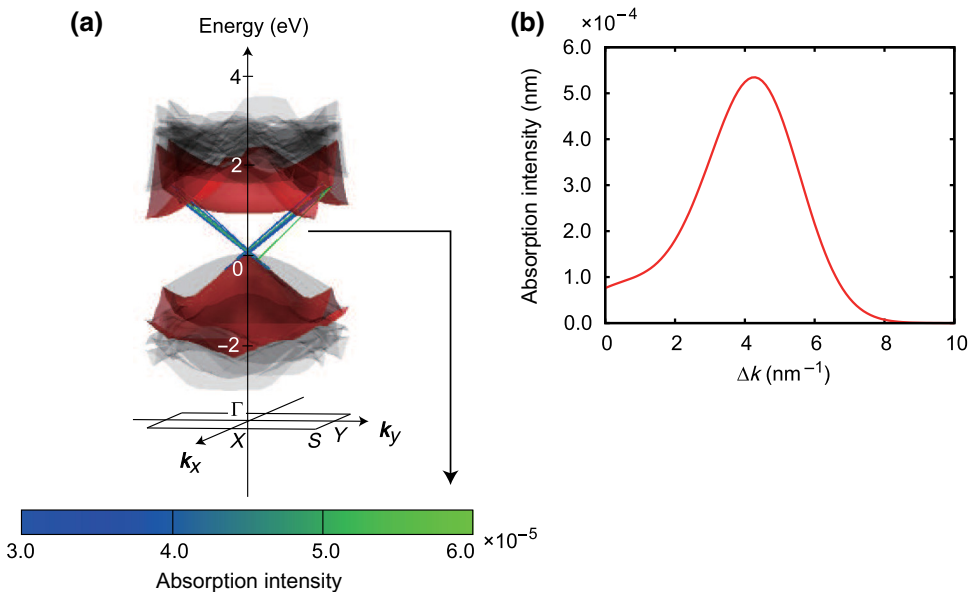 (a)
Energy (eV)
4
2
0
−2
Γ
X
S
Y
ky
kx
3.0 4.0 5.0 6.0 ×10−5
Absorption intensity
(b)
×10−4
6.0
5.0
4.0
3.0
2.0
1.0
0.0
Absorption intensity (nm)
0 2 4 6 8 10
Δk (nm−1)